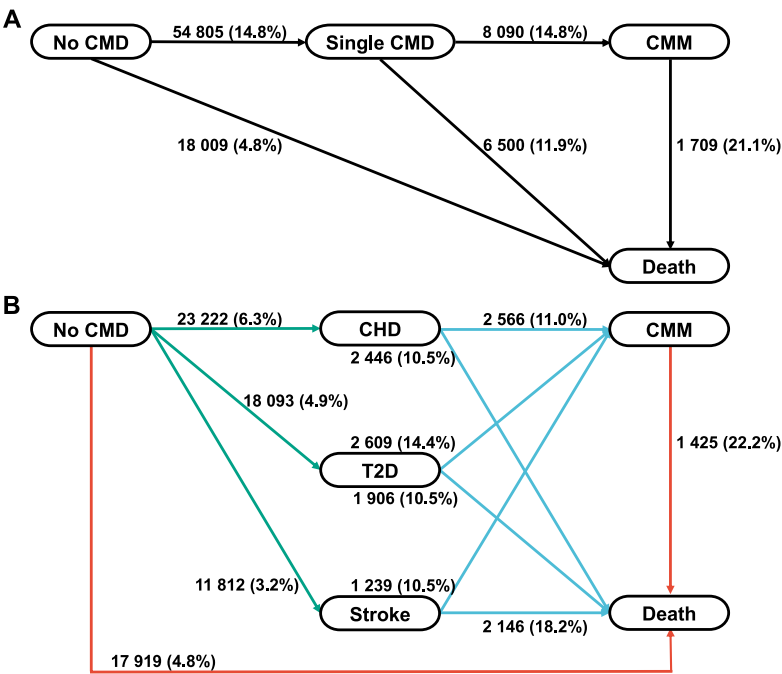 A
No CMD
54 805 (14.8%)
Single CMD
8 090 (14.8%)
CMM
18 009 (4.8%)
6 500 (11.9%)
1 709 (21.1%)
Death
B
No CMD
23 222 (6.3%)
CHD
2 566 (11.0%)
CMM
2 446 (10.5%)
18 093 (4.9%)
2 609 (14.4%)
1 425 (22.2%)
T2D
1 906 (10.5%)
11 812 (3.2%)
1 239 (10.5%)
Stroke
Death
2 146 (18.2%)
17 919 (4.8%)